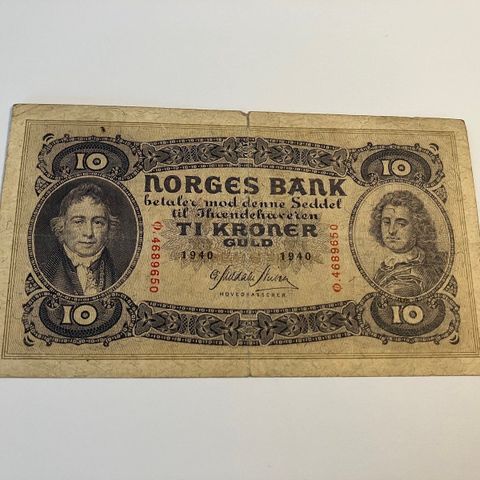 10 10
NORGES BANK
betaler mod denne Seddel
til Ihændehaveren
TI KRONER
GULD
1940 1940
O.4689650 O.4689650
HOVEDKASSERER
10 10